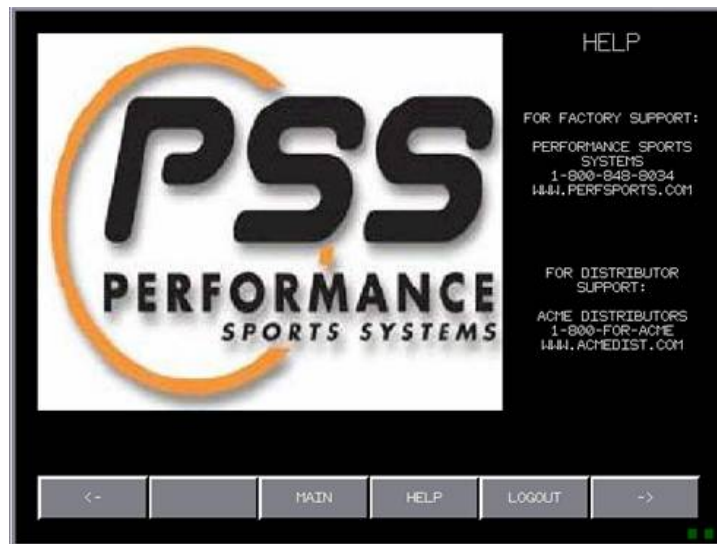 PSS
PERFORMANCE
SPORTS SYSTEMS
HELP
FOR FACTORY SUPPORT:
PERFORMANCE SPORTS
SYSTEMS
1-800-848-8034
WWW.PERFSPORTS.COM
FOR DISTRIBUTOR
SUPPORT:
ACME DISTRIBUTORS
1-800-FOR-ACME
WWW.ACMEDIST.COM
<- MAIN HELP LOGOUT ->